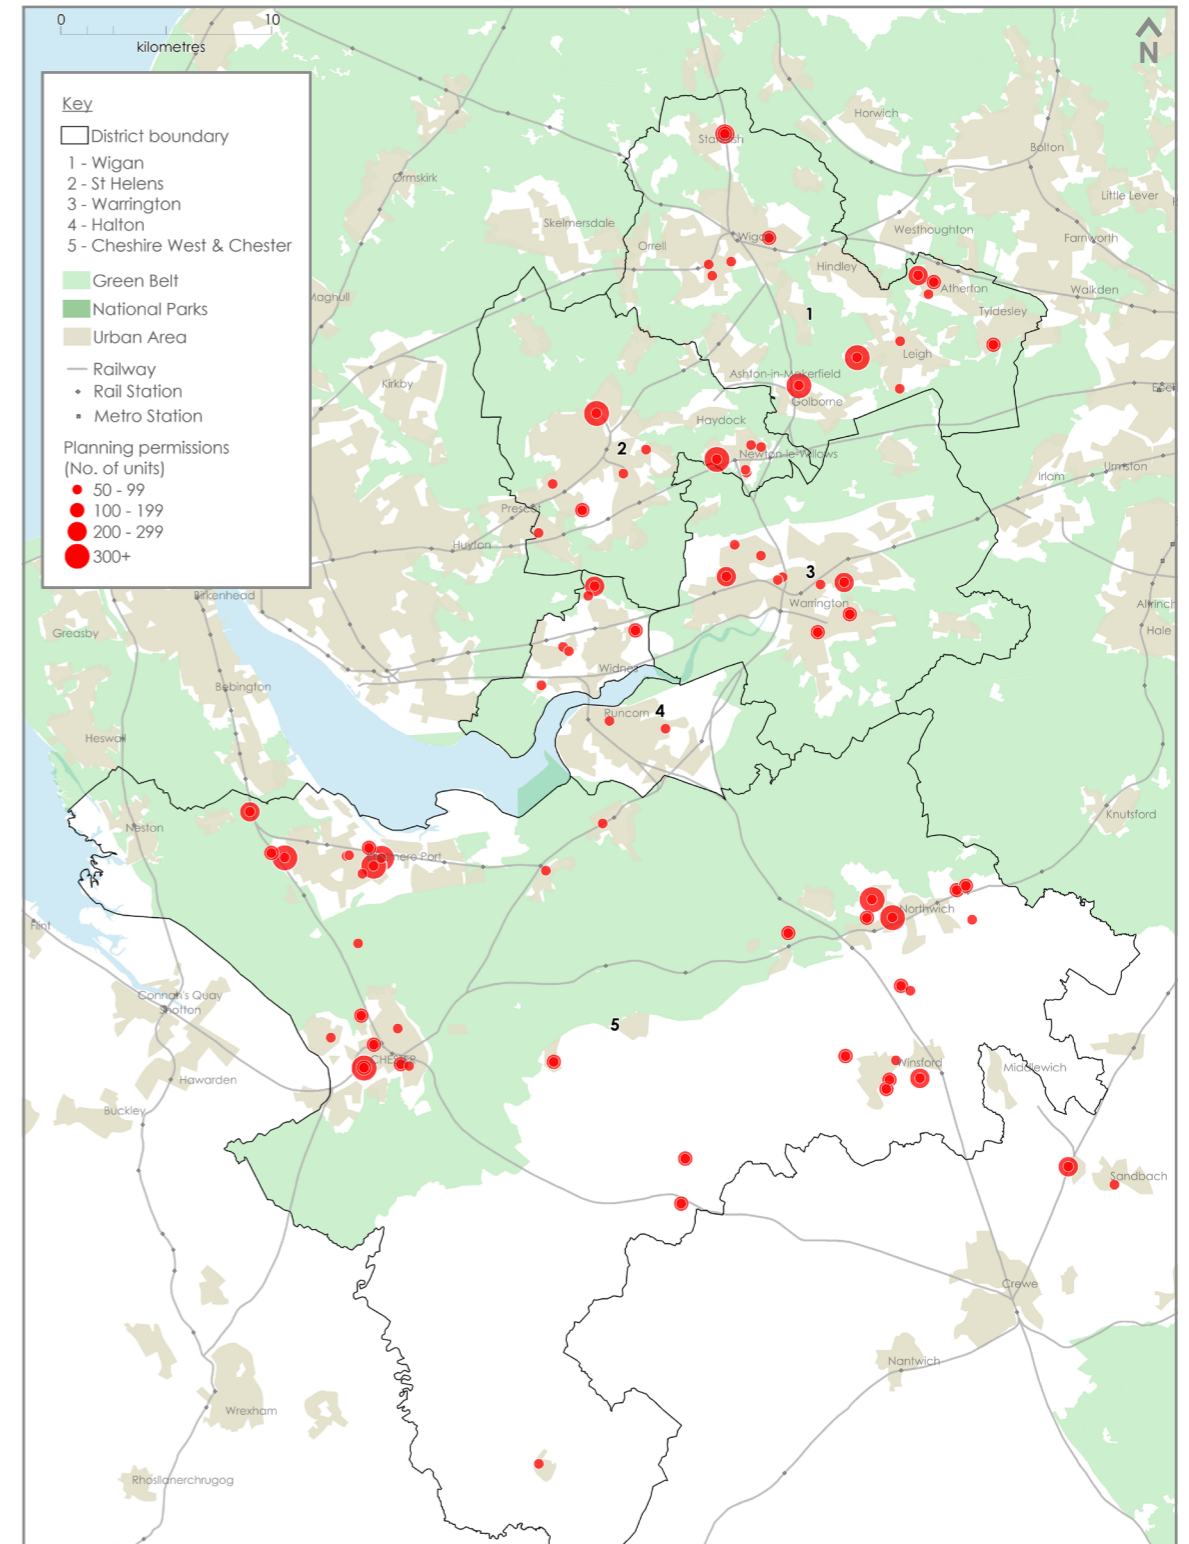 0 10
kilometres
N
Key
District boundary
1 - Wigan
2 - St Helens
3 - Warrington
4 - Halton
5 - Cheshire West & Chester
Green Belt
National Parks
Urban Area
Railway
Rail Station
Metro Station
Planning permissions
(No. of units)
50 - 99
100 - 199
200 - 299
300+
Horwich
Standish
Bolton
Ormskirk
Little Lever
Skelmersdale
Westhoughton
Orrell
Wigan
Farnworth
Hindley
Atherton
Walkden
Maghull
Tyldesley
1
Leigh
Kirkby
Ashton-in-Makerfield
Golborne
Haydock
2
Newton-le-Willows
Urmston
Irlam
Prescot
Huyton
3
Birkenhead
Warrington
Greasby
Hale
Widnes
Bebington
Runcorn
4
Heswall
Knutsford
Neston
Ellesmere Port
Northwich
Flint
Connah's Quay
Shotton
5
CHESTER
Winsford
Middlewich
Hawarden
Buckley
Sandbach
Crewe
Nantwich
Wrexham
Rhosllanerchrugog